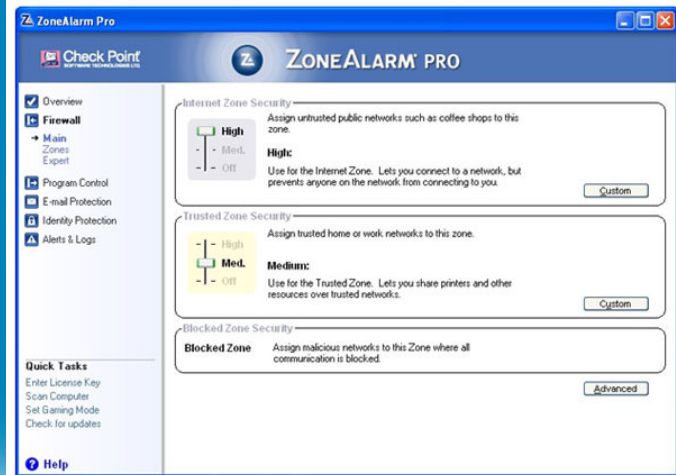 ZoneAlarm Pro
Check Point
SOFTWARE TECHNOLOGIES LTD.
ZONEALARM PRO
Overview
Firewall
Main
Zones
Expert
Program Control
E-mail Protection
Identity Protection
Alerts & Logs
Quick Tasks
Enter License Key
Scan Computer
Set Gaming Mode
Check for updates
Help
Internet Zone Security
High
Med.
Off
Assign untrusted public networks such as coffee shops to this
zone.
High:
Use for the Internet Zone. Lets you connect to a network, but
prevents anyone on the network from connecting to you.
Custom
Trusted Zone Security
High
Med.
Off
Assign trusted home or work networks to this zone.
Medium:
Use for the Trusted Zone. Lets you share printers and other
resources over trusted networks.
Custom
Blocked Zone Security
Blocked Zone
Assign malicious networks to this Zone where all
communication is blocked.
Advanced